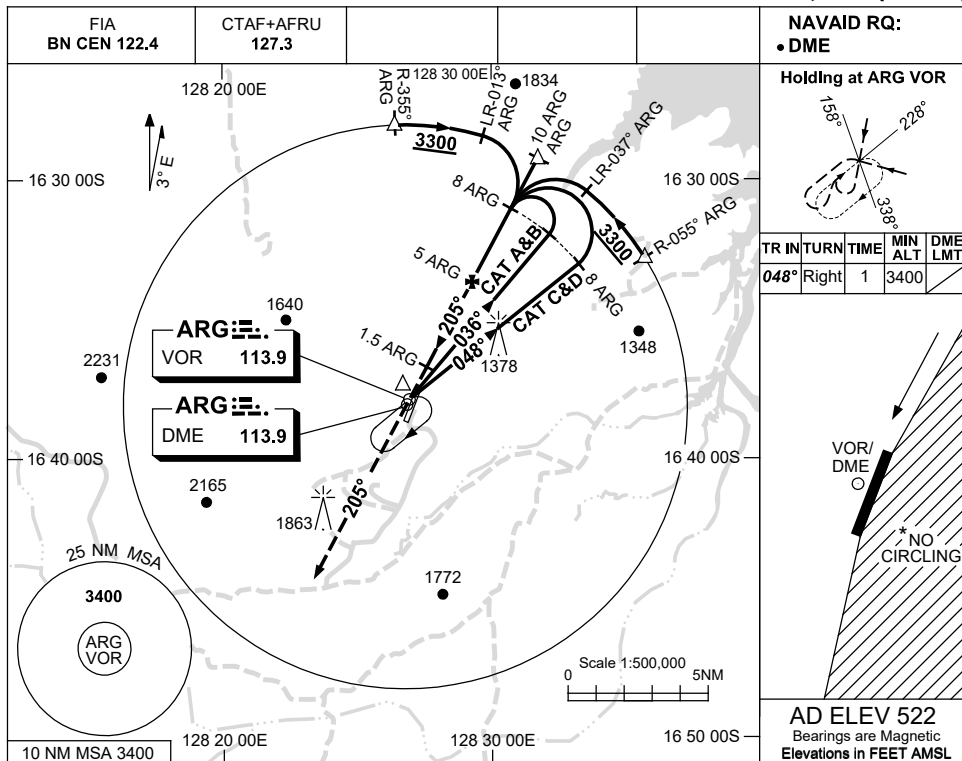 FIA
BN CEN 122.4
CTAF+AFRU
127.3
NAVAID RQ:
• DME
128 20 00E
128 30 00E
1834
R-355°
ARG
LR-013°
ARG
10 ARG
ARG
LR-037° ARG
3300
3° E
16 30 00S
16 30 00S
8 ARG
3300
R-055° ARG
5 ARG
CAT A&B
CAT C&D
8 ARG
205°
036°
048°
1640
1.5 ARG
1378
1348
2231
ARG
VOR 113.9
ARG
DME 113.9
16 40 00S
16 40 00S
2165
1863
205°
1772
25 NM MSA
3400
ARG
VOR
Scale 1:500,000
0 5NM
10 NM MSA 3400
128 20 00E
128 30 00E
16 50 00S
Holding at ARG VOR
158°
228°
338°
TR IN TURN TIME MIN ALT DME LMT
048° Right 1 3400
VOR/
DME
*NO
CIRCLING
AD ELEV 522
Bearings are Magnetic
Elevations in FEET AMSL